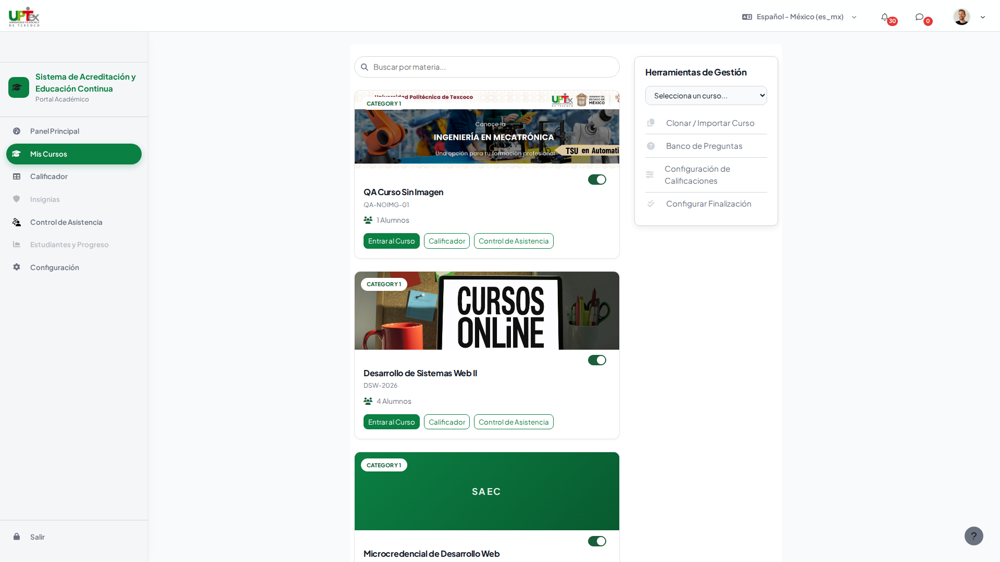 UPTex
UNIVERSIDAD POLITÉCNICA
DE TEXCOCO
Español - México (es_mx)
30
0
Sistema de Acreditación y
Educación Continua
Portal Académico
Panel Principal
Mis Cursos
Calificador
Insignias
Control de Asistencia
Estudiantes y Progreso
Configuración
Salir
Buscar por materia...
Universidad Politécnica de Texcoco
UPTex
GOBIERNO DEL
ESTADO DE
MÉXICO
CATEGORY 1
Conoce la
INGENIERÍA EN MECATRÓNICA
Una opción para tu formación profesional
TSU en Automati
QA Curso Sin Imagen
QA-NOIMG-01
1 Alumnos
Entrar al Curso
Calificador
Control de Asistencia
CATEGORY 1
CURSOS
ONLiNE
Desarrollo de Sistemas Web II
DSW-2026
4 Alumnos
Entrar al Curso
Calificador
Control de Asistencia
CATEGORY 1
SAEC
Microcredencial de Desarrollo Web
Herramientas de Gestión
Selecciona un curso...
Clonar / Importar Curso
Banco de Preguntas
Configuración de
Calificaciones
Configurar Finalización
?